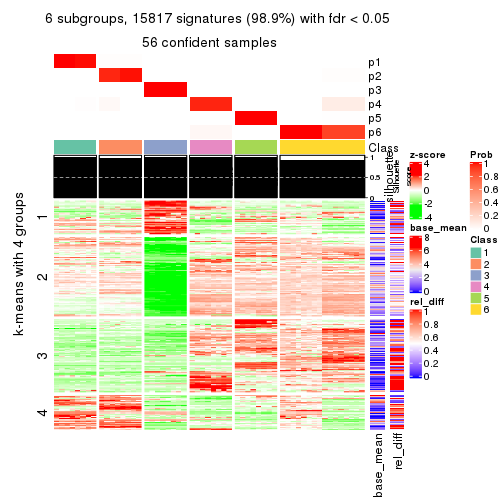 6 subgroups, 15817 signatures (98.9%) with fdr < 0.05
56 confident samples
p1
p2
p3
p4
p5
p6
Class
1
0.5
0
silhouette
Silhouette
score
k-means with 4 groups
1
2
3
4
base_mean
rel_diff
z-score
4
2
0
-2
-4
base_mean
8
6
4
2
0
rel_diff
1
0.8
0.6
0.4
0.2
0
Prob
1
0.8
0.6
0.4
0.2
0
Class
1
2
3
4
5
6